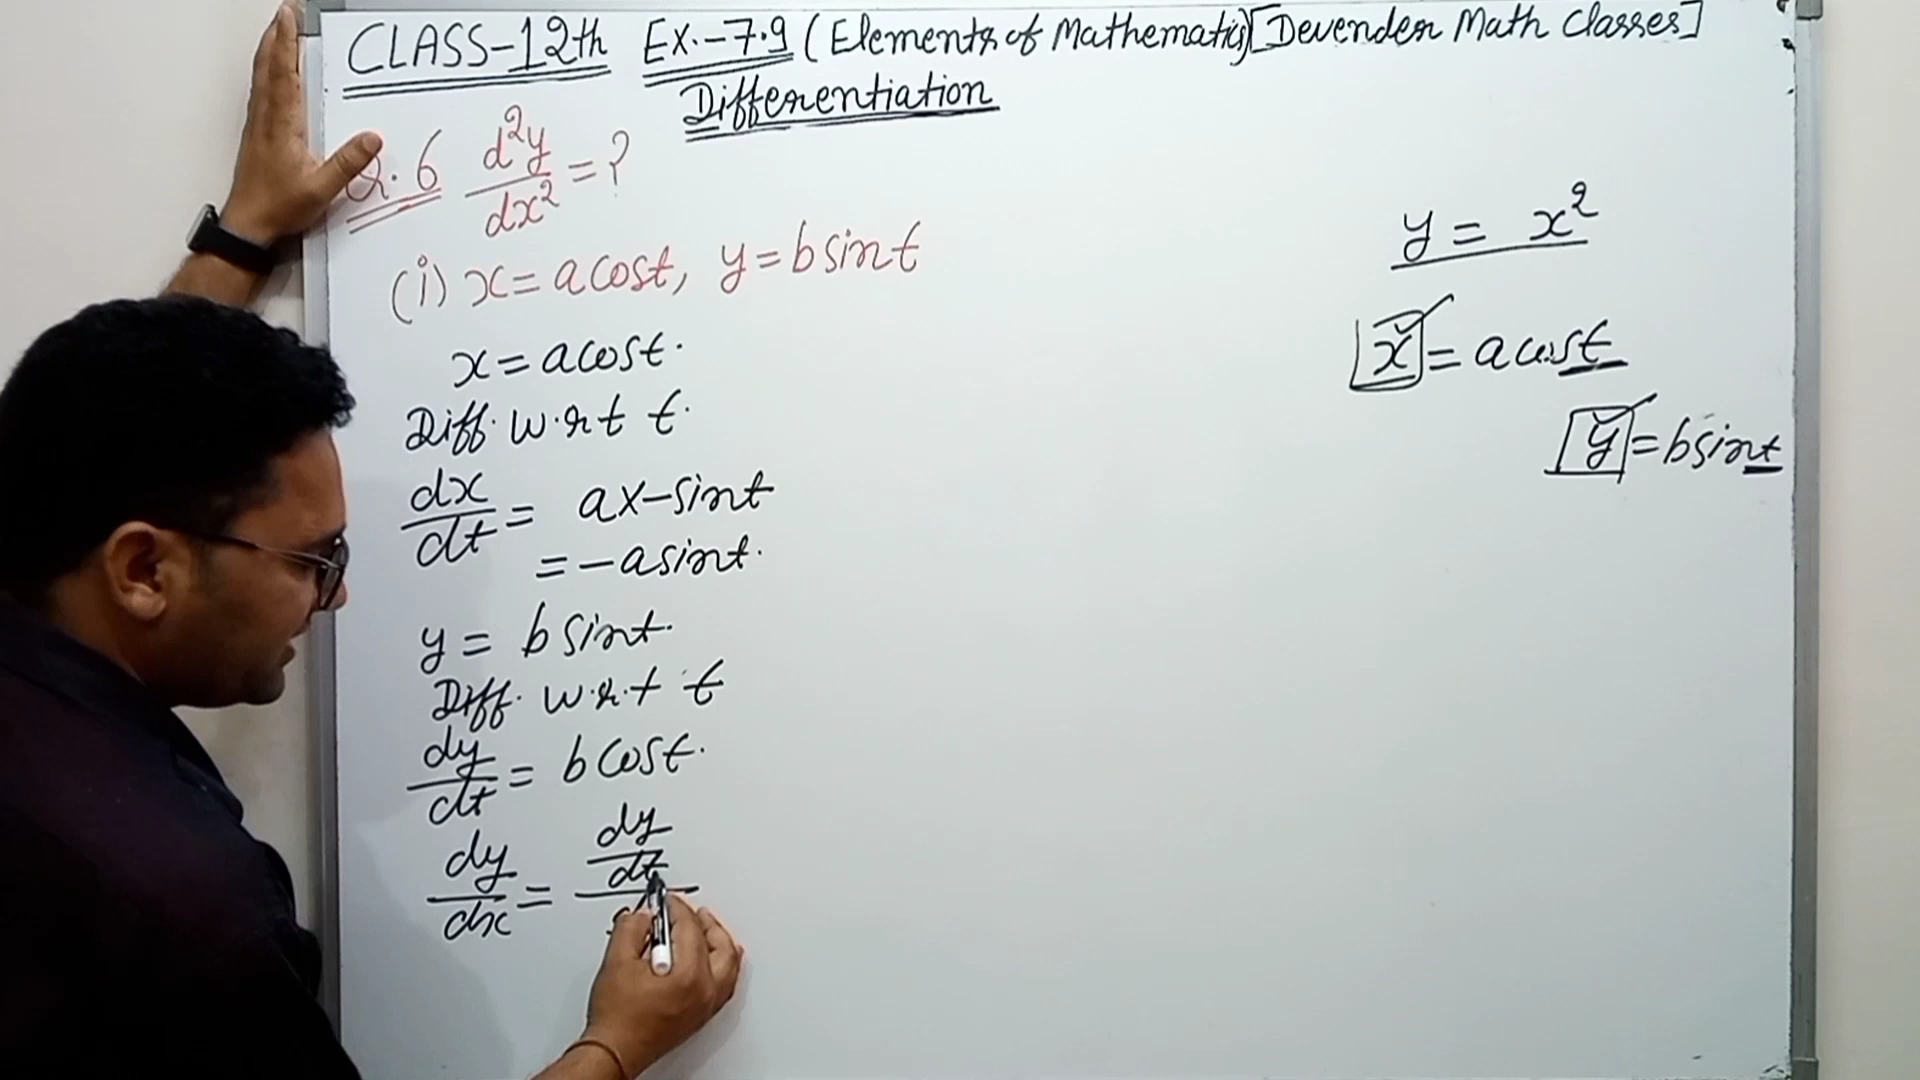 CLASS-12th Ex.-7.9 (Elements of Mathematics) [Devender Math Classes]
Differentiation
Q.6 d²y/dx² = ?
(i) x = a cost, y = b sint
x = a cost.
Diff. w.r.t t.
dx/dt = a x - sint
= - a sint.
y = b sint.
Diff. w.r.t t
dy/dt = b cost.
dy/dx = dy/dt
y = x²
x = a cost
y = b sint